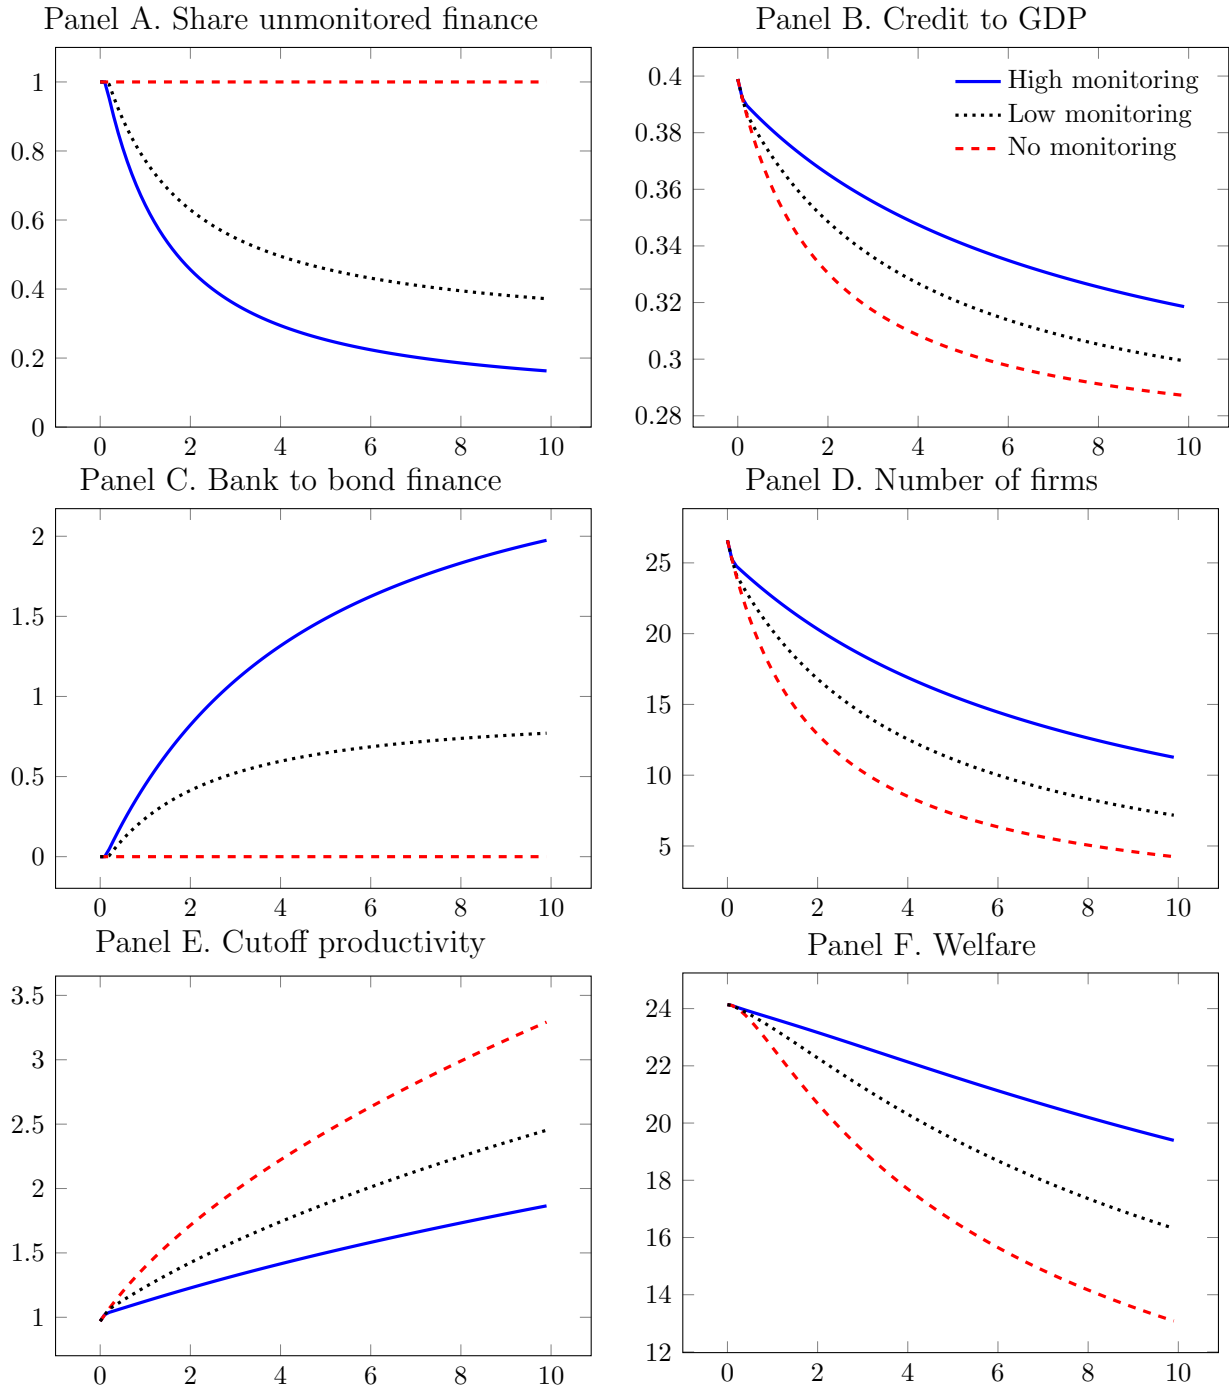 Panel A. Share unmonitored finance
1
0.8
0.6
0.4
0.2
0
0 2 4 6 8 10
Panel B. Credit to GDP
0.4
0.38
0.36
0.34
0.32
0.3
0.28
0 2 4 6 8 10
High monitoring
Low monitoring
No monitoring
Panel C. Bank to bond finance
2
1.5
1
0.5
0
0 2 4 6 8 10
Panel D. Number of firms
25
20
15
10
5
0 2 4 6 8 10
Panel E. Cutoff productivity
3.5
3
2.5
2
1.5
1
0 2 4 6 8 10
Panel F. Welfare
24
22
20
18
16
14
12
0 2 4 6 8 10